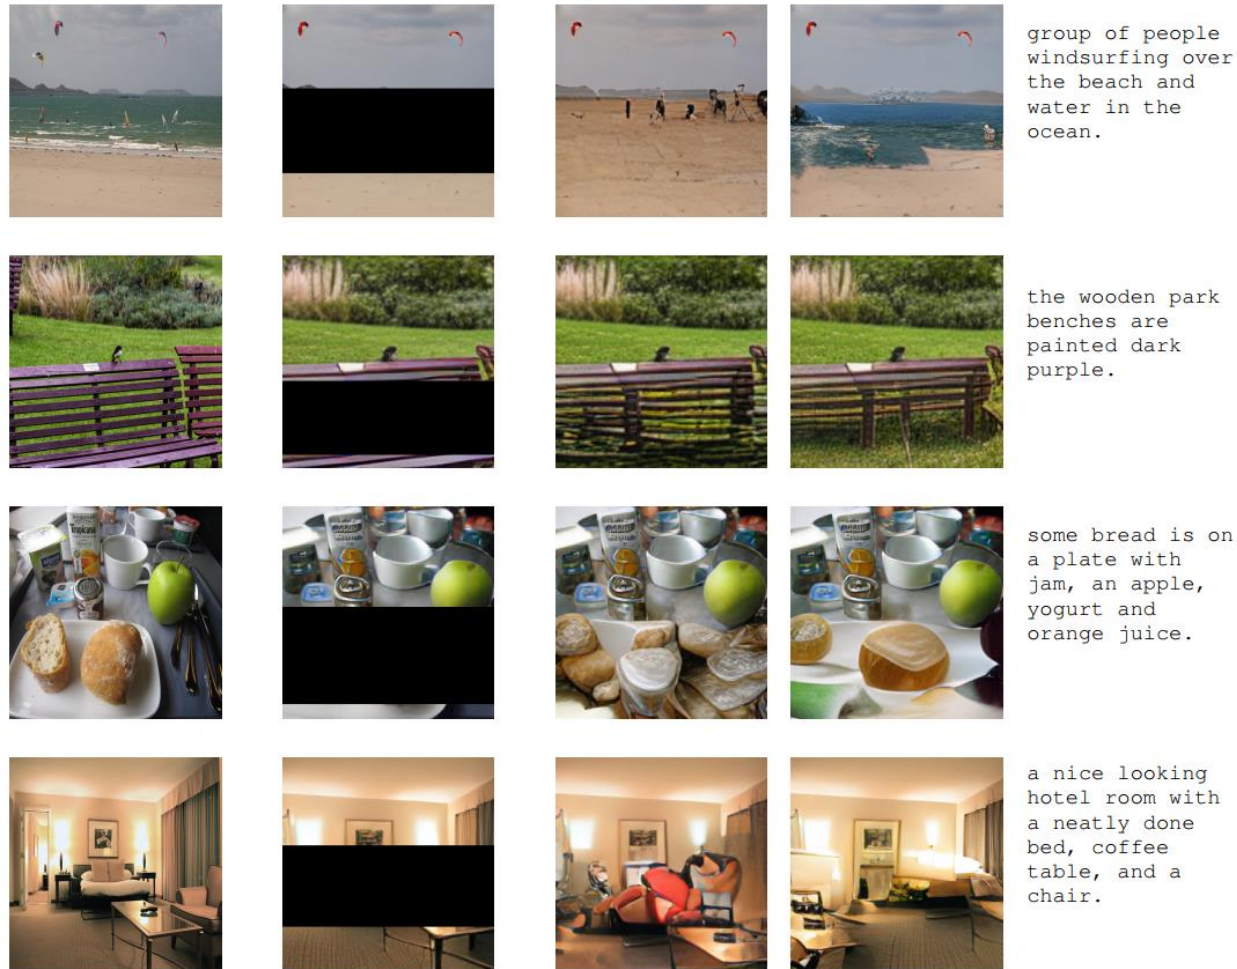 group of people
windsurfing over
the beach and
water in the
ocean.
the wooden park
benches are
painted dark
purple.
Tropicana
some bread is on
a plate with
jam, an apple,
yogurt and
orange juice.
a nice looking
hotel room with
a neatly done
bed, coffee
table, and a
chair.